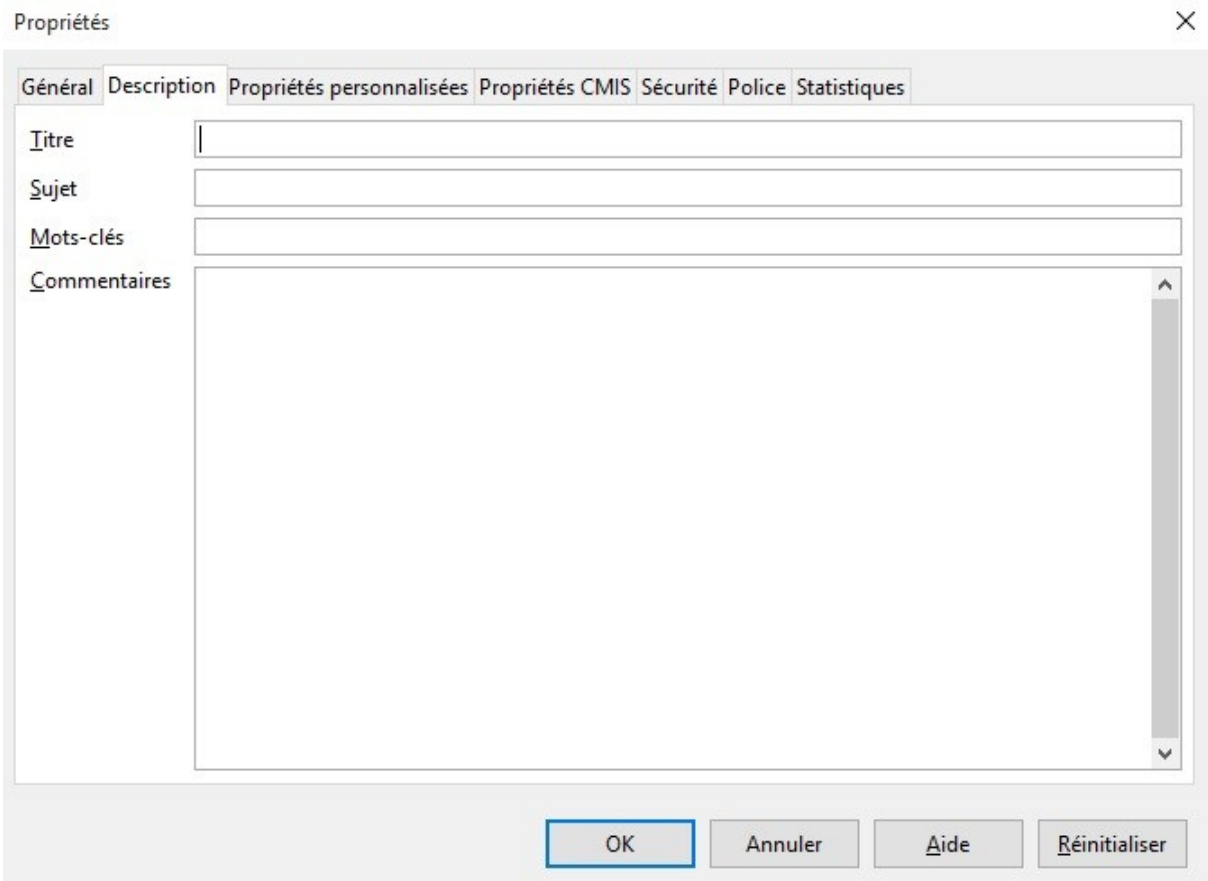 Propriétés
Général Description Propriétés personnalisées Propriétés CMIS Sécurité Police Statistiques
Titre
Sujet
Mots-clés
Commentaires
OK Annuler Aide Réinitialiser